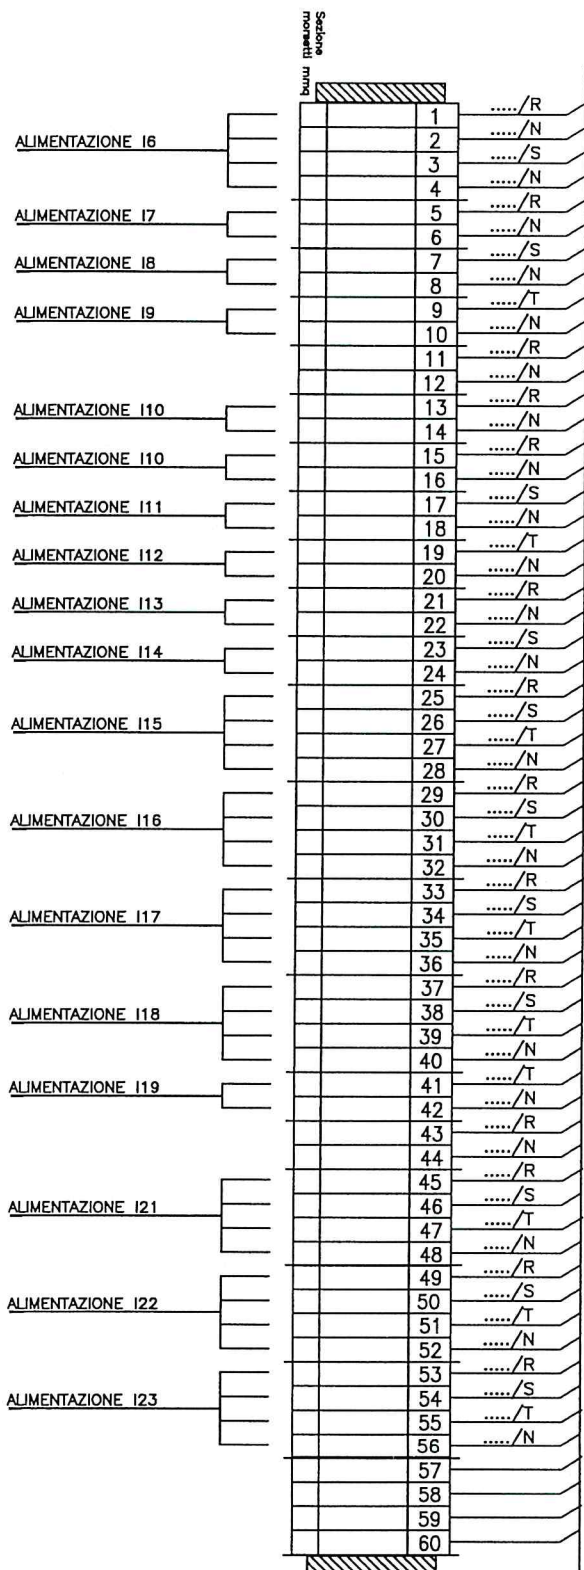 Sezione
morsetti mmq
1 ...../R
ALIMENTAZIONE I6
2 ...../N
3 ...../S
4 ...../N
ALIMENTAZIONE I7
5 ...../R
6 ...../N
ALIMENTAZIONE I8
7 ...../S
8 ...../N
ALIMENTAZIONE I9
9 ...../T
10 ...../N
11 ...../R
12 ...../N
ALIMENTAZIONE I10
13 ...../R
14 ...../N
ALIMENTAZIONE I10
15 ...../R
16 ...../N
ALIMENTAZIONE I11
17 ...../S
18 ...../N
ALIMENTAZIONE I12
19 ...../T
20 ...../N
ALIMENTAZIONE I13
21 ...../R
22 ...../N
ALIMENTAZIONE I14
23 ...../S
24 ...../N
25 ...../R
26 ...../S
ALIMENTAZIONE I15
27 ...../T
28 ...../N
29 ...../R
30 ...../S
ALIMENTAZIONE I16
31 ...../T
32 ...../N
33 ...../R
34 ...../S
ALIMENTAZIONE I17
35 ...../T
36 ...../N
37 ...../R
38 ...../S
ALIMENTAZIONE I18
39 ...../T
40 ...../N
ALIMENTAZIONE I19
41 ...../T
42 ...../N
43 ...../R
44 ...../N
45 ...../R
46 ...../S
ALIMENTAZIONE I21
47 ...../T
48 ...../N
49 ...../R
50 ...../S
ALIMENTAZIONE I22
51 ...../T
52 ...../N
53 ...../R
54 ...../S
ALIMENTAZIONE I23
55 ...../T
56 ...../N
57
58
59
60